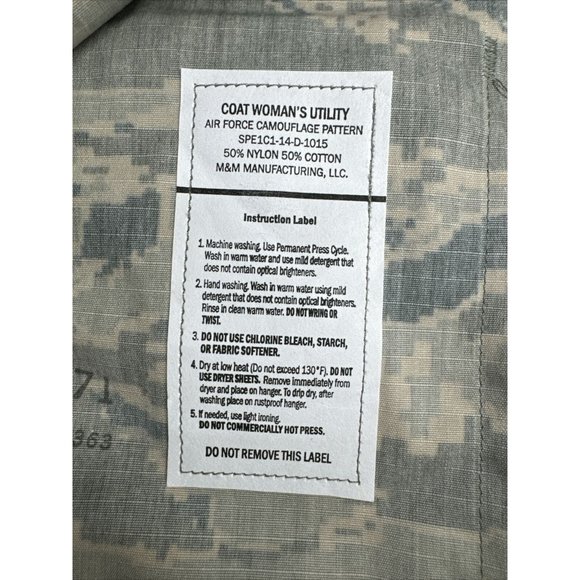 COAT WOMAN'S UTILITY
AIR FORCE CAMOUFLAGE PATTERN
SPE1C1-14-D-1015
50% NYLON 50% COTTON
M&M MANUFACTURING, LLC.
Instruction Label
1. Machine washing. Use Permanent Press Cycle.
Wash in warm water and use mild detergent that
does not contain optical brighteners.
2. Hand washing. Wash in warm water using mild
detergent that does not contain optical brighteners.
Rinse in clean warm water. DO NOT WRING OR
TWIST.
3. DO NOT USE CHLORINE BLEACH, STARCH,
OR FABRIC SOFTENER.
4. Dry at low heat (Do not exceed 130°F). DO NOT
USE DRYER SHEETS. Remove immediately from
dryer and place on hanger. To drip dry, after
washing place on rustproof hanger.
5. If needed, use light ironing.
DO NOT COMMERCIALLY HOT PRESS.
DO NOT REMOVE THIS LABEL
71
363